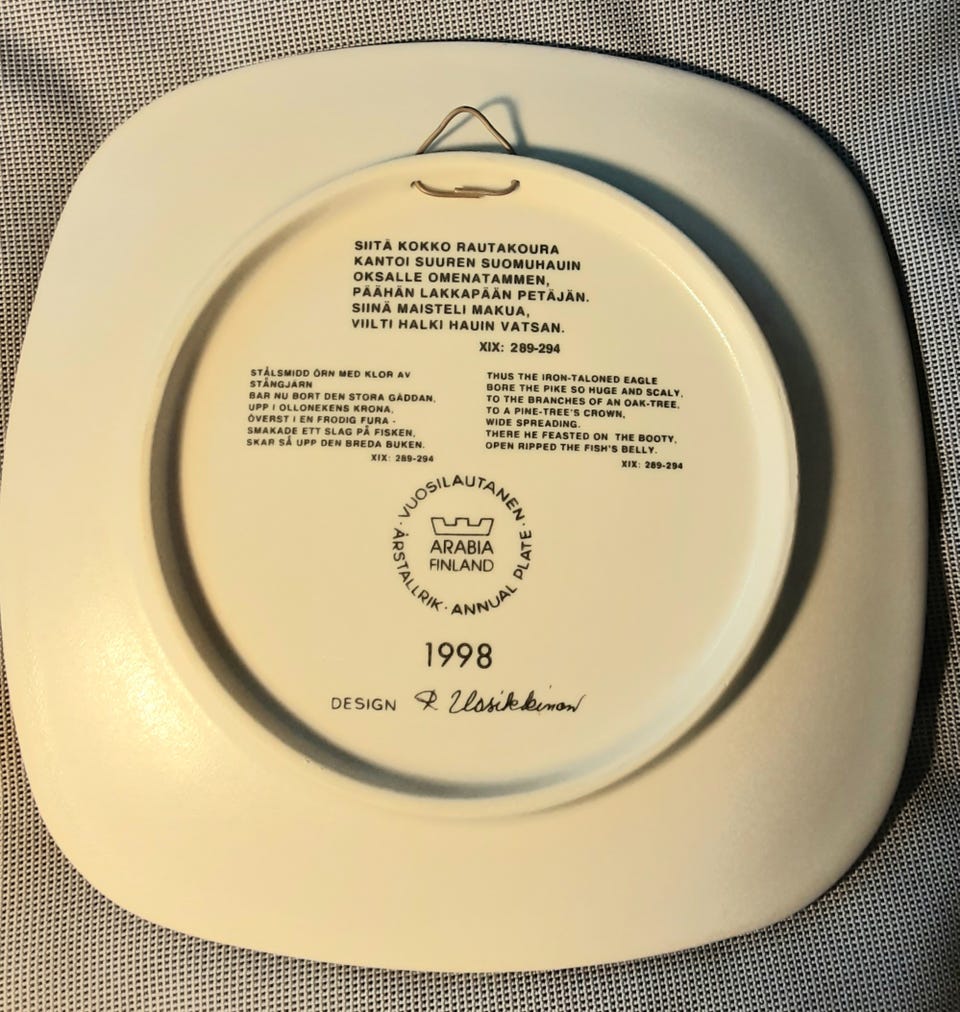 SIITÄ KOKKO RAUTAKOURA
KANTOI SUUREN SUOMUHAUIN
OKSALLE OMENATAMMEN,
PÄÄHÄN LAKKAPÄÄN PETÄJÄN.
SIINÄ MAISTELI MAKUA,
VIILTI HALKI HAUIN VATSAN.
XIX: 289-294
STÅLSMIDD ÖRN MED KLOR AV
STÅNGJÄRN
BAR NU BORT DEN STORA GÄDDAN,
UPP I OLLONEKENS KRONA,
ÖVERST I EN FRODIG FURA -
SMAKADE ETT SLAG PÅ FISKEN,
SKAR SÅ UPP DEN BREDA BUKEN.
XIX: 289-294
THUS THE IRON-TALONED EAGLE
BORE THE PIKE SO HUGE AND SCALY,
TO THE BRANCHES OF AN OAK-TREE,
TO A PINE-TREE'S CROWN,
WIDE SPREADING.
THERE HE FEASTED ON THE BOOTY,
OPEN RIPPED THE FISH'S BELLY.
XIX: 289-294
· VUOSILAUTANEN ·
ANNUAL PLATE
· ÅRSTALLRIK ·
ARABIA
FINLAND
1998
DESIGN R. Uosikkinen